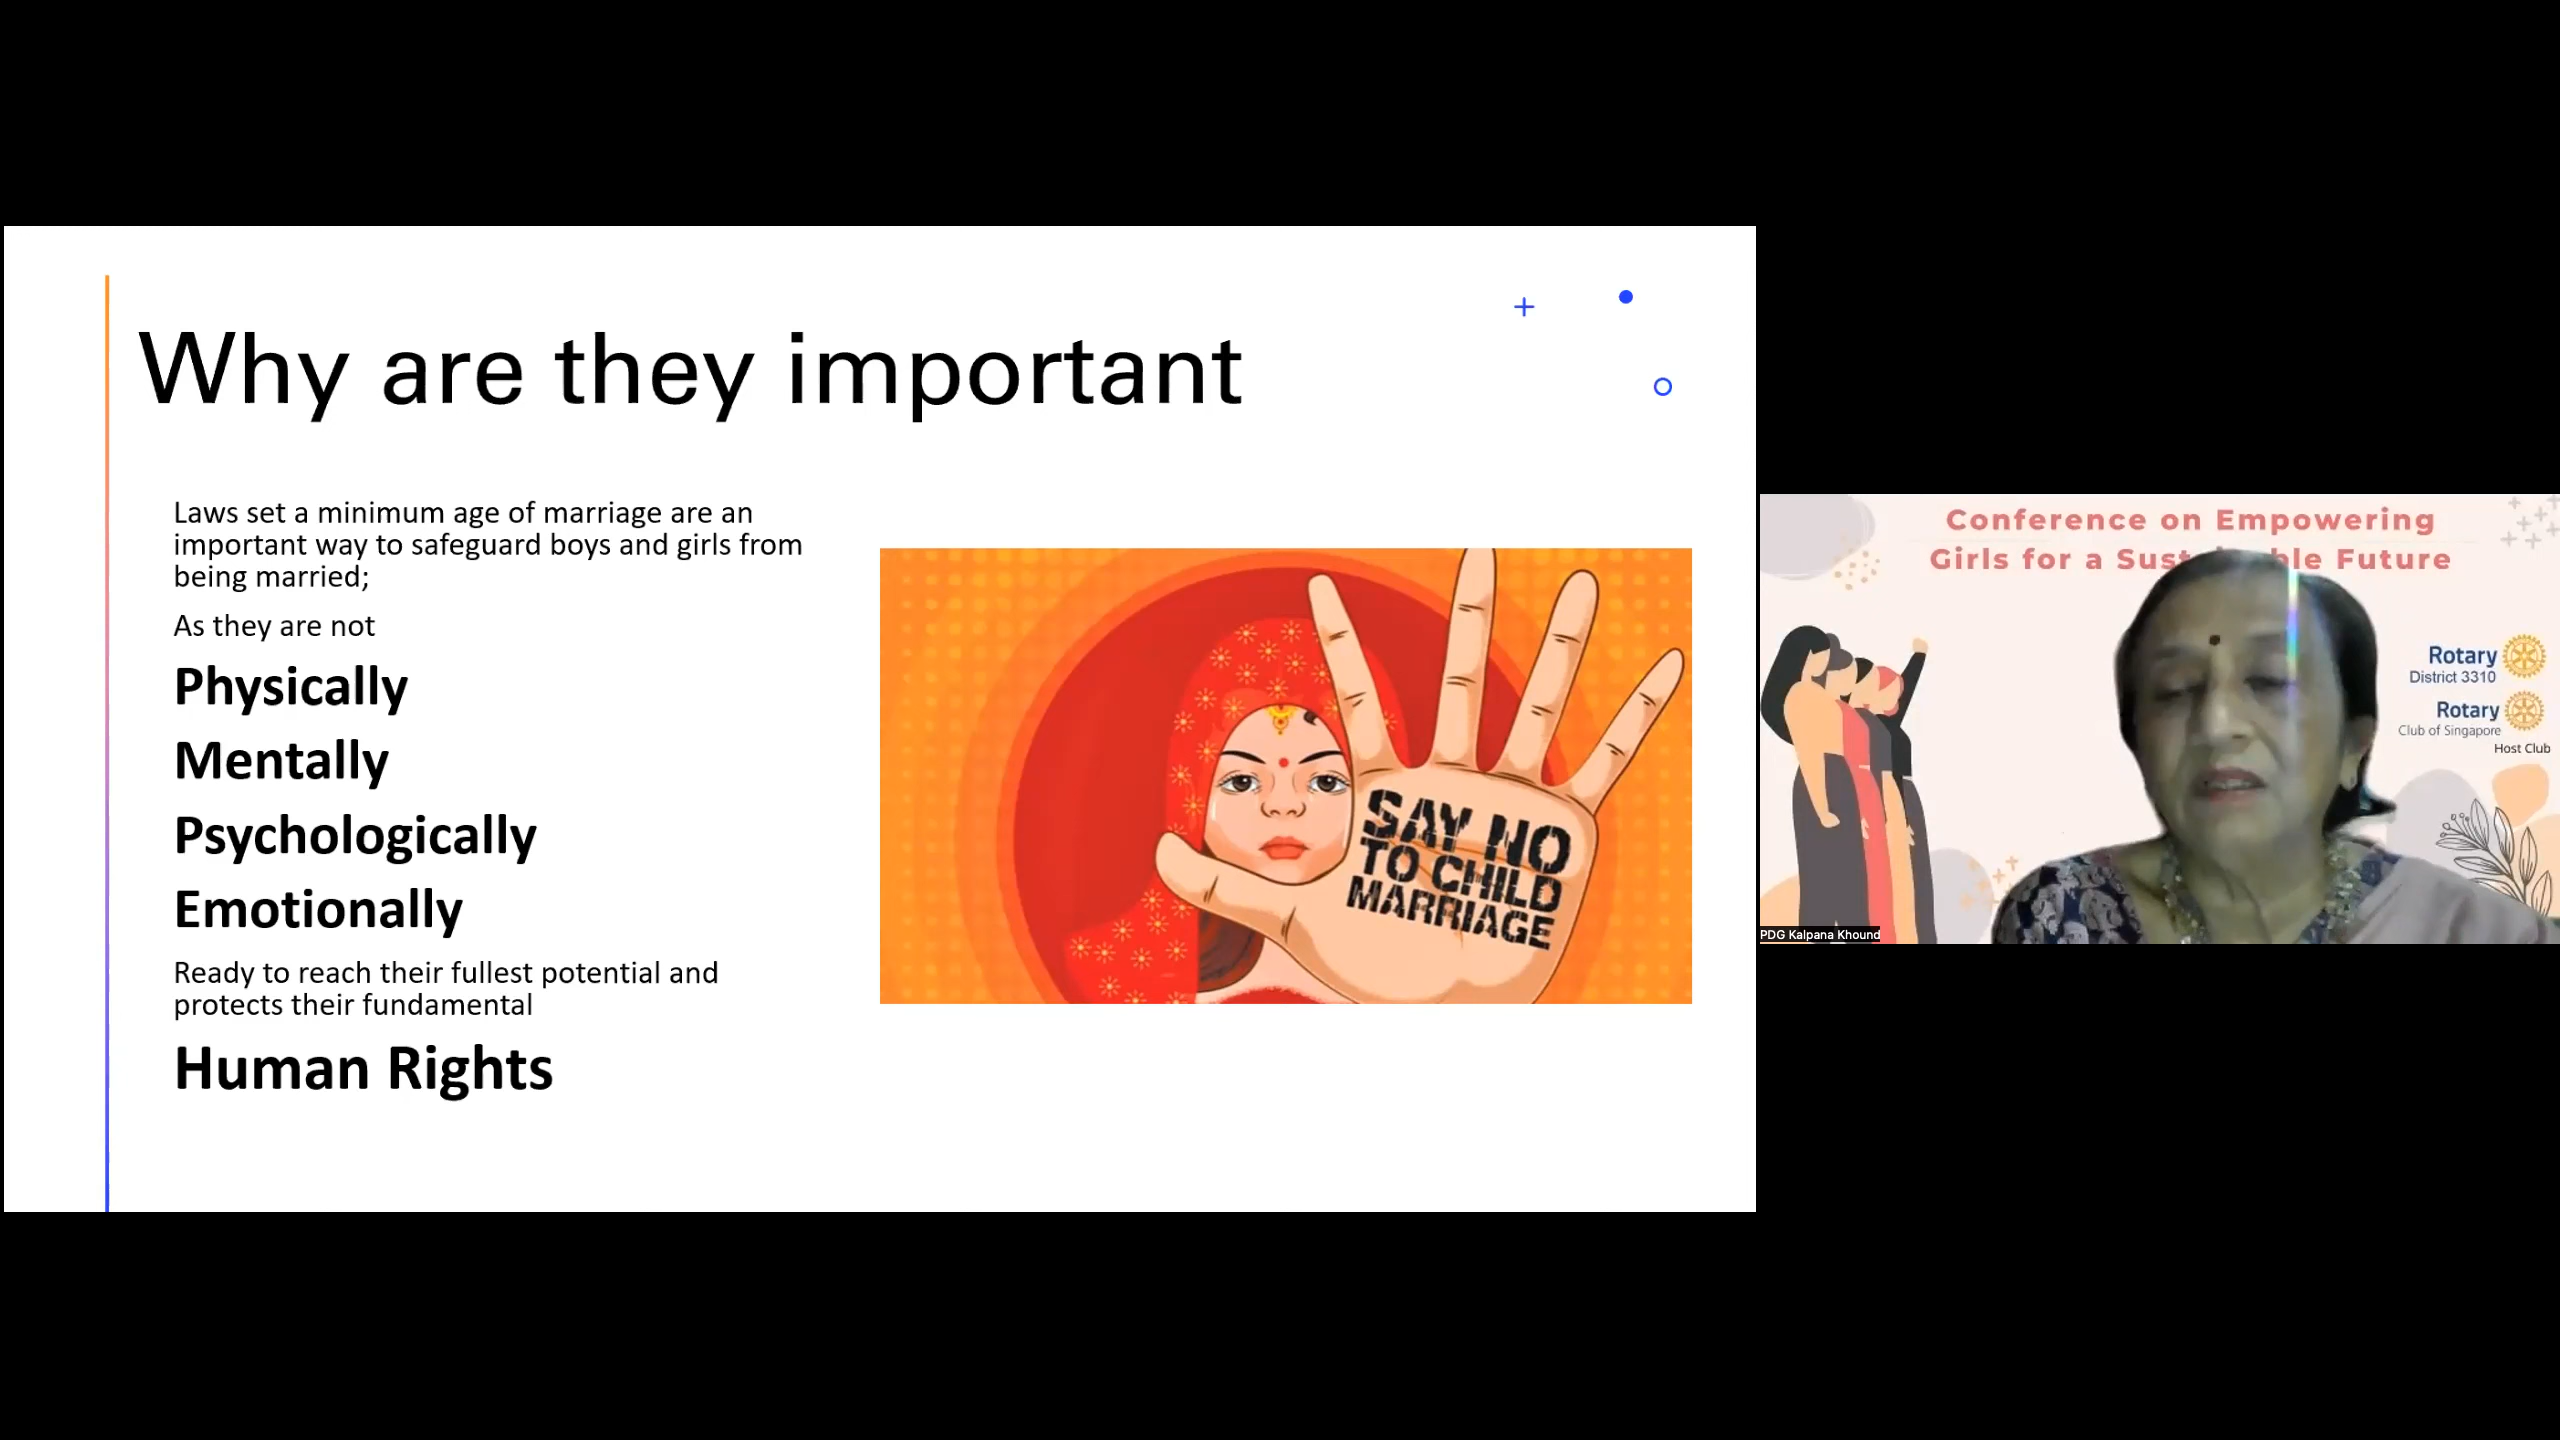 Why are they important
Laws set a minimum age of marriage are an
important way to safeguard boys and girls from
being married;
As they are not
Physically
Mentally
Psychologically
Emotionally
Ready to reach their fullest potential and
protects their fundamental
Human Rights
SAY NO
TO CHILD
MARRIAGE
Conference on Empowering
Girls for a Sust ble Future
Rotary
District 3310
Rotary
Club of Singapore
Host Club
PDG Kalpana Khound